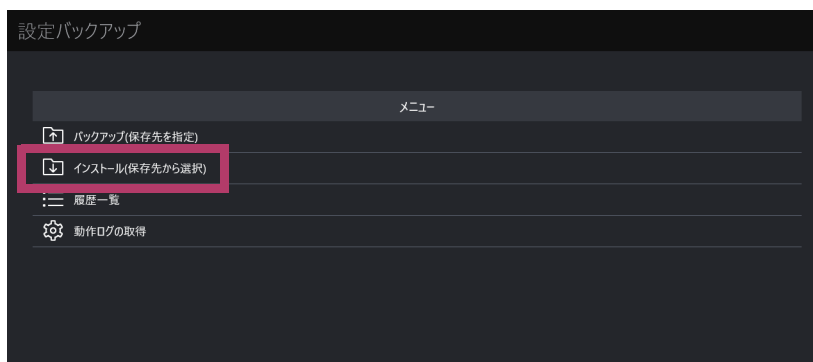 設定バックアップ
メニュー
バックアップ(保存先を指定)
インストール(保存先から選択)
履歴一覧
動作ログの取得